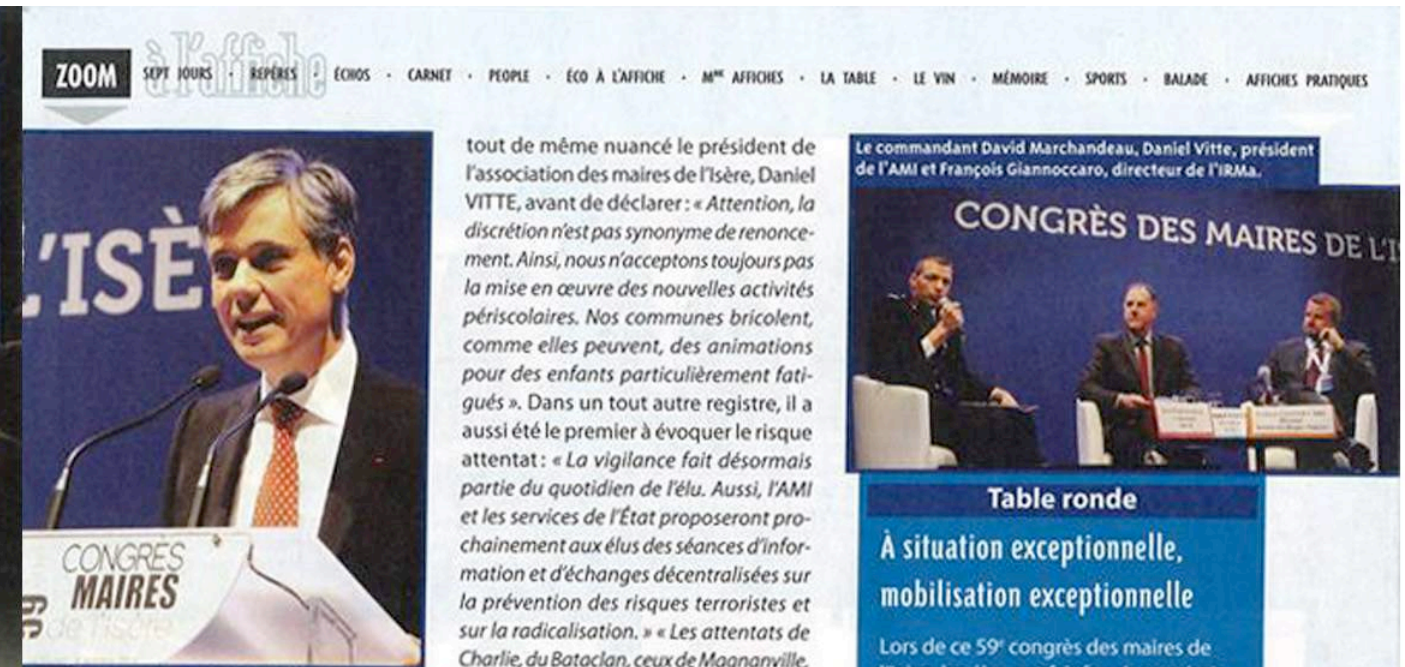 ZOOM
à l'affiche
SEPT JOURS · REPÈRES · ÉCHOS · CARNET · PEOPLE · ÉCO À L'AFFICHE · Mᴺᴱ AFFICHES · LA TABLE · LE VIN · MÉMOIRE · SPORTS · BALADE · AFFICHES PRATIQUES
L'ISÈ
CONGRÈS
MAIRES
de l'isère
59
tout de même nuancé le président de
l'association des maires de l'Isère, Daniel
VITTE, avant de déclarer : « Attention, la
discrétion n'est pas synonyme de renonce-
ment. Ainsi, nous n'acceptons toujours pas
la mise en œuvre des nouvelles activités
périscolaires. Nos communes bricolent,
comme elles peuvent, des animations
pour des enfants particulièrement fati-
gués ». Dans un tout autre registre, il a
aussi été le premier à évoquer le risque
attentat : « La vigilance fait désormais
partie du quotidien de l'élu. Aussi, l'AMI
et les services de l'État proposeront pro-
chainement aux élus des séances d'infor-
mation et d'échanges décentralisées sur
la prévention des risques terroristes et
sur la radicalisation. » « Les attentats de
Charlie, du Bataclan, ceux de Magnanville,
Le commandant David Marchandeau, Daniel Vitte, président
de l'AMI et François Giannoccaro, directeur de l'IRMa.
CONGRÈS DES MAIRES DE L'IS
Table ronde
À situation exceptionnelle,
mobilisation exceptionnelle
Lors de ce 59ᵉ congrès des maires de